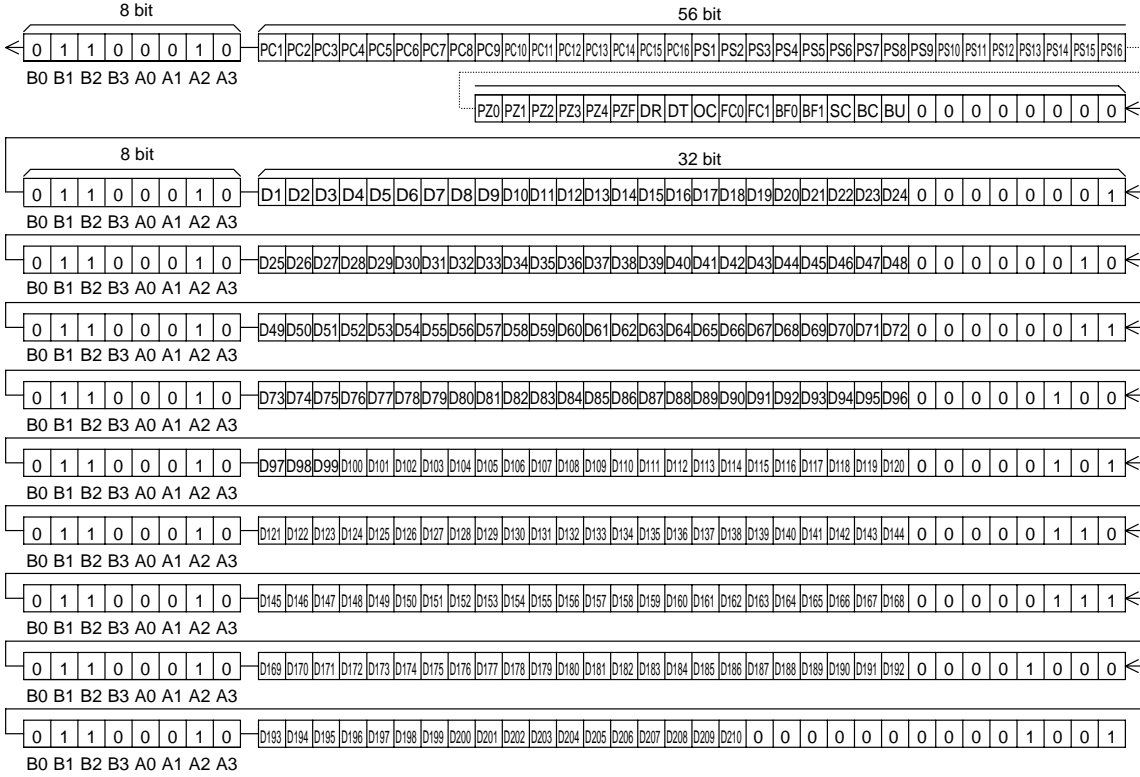 8 bit 56 bit
0 1 1 0 0 0 1 0 PC1 PC2 PC3 PC4 PC5 PC6 PC7 PC8 PC9 PC10 PC11 PC12 PC13 PC14 PC15 PC16 PS1 PS2 PS3 PS4 PS5 PS6 PS7 PS8 PS9 PS10 PS11 PS12 PS13 PS14 PS15 PS16
B0 B1 B2 B3 A0 A1 A2 A3
PZ0 PZ1 PZ2 PZ3 PZ4 PZF DR DT OC FC0 FC1 BF0 BF1 SC BC BU 0 0 0 0 0 0 0 0
8 bit 32 bit
0 1 1 0 0 0 1 0 D1 D2 D3 D4 D5 D6 D7 D8 D9 D10 D11 D12 D13 D14 D15 D16 D17 D18 D19 D20 D21 D22 D23 D24 0 0 0 0 0 0 0 1
B0 B1 B2 B3 A0 A1 A2 A3
0 1 1 0 0 0 1 0 D25 D26 D27 D28 D29 D30 D31 D32 D33 D34 D35 D36 D37 D38 D39 D40 D41 D42 D43 D44 D45 D46 D47 D48 0 0 0 0 0 0 1 0
B0 B1 B2 B3 A0 A1 A2 A3
0 1 1 0 0 0 1 0 D49 D50 D51 D52 D53 D54 D55 D56 D57 D58 D59 D60 D61 D62 D63 D64 D65 D66 D67 D68 D69 D70 D71 D72 0 0 0 0 0 0 1 1
B0 B1 B2 B3 A0 A1 A2 A3
0 1 1 0 0 0 1 0 D73 D74 D75 D76 D77 D78 D79 D80 D81 D82 D83 D84 D85 D86 D87 D88 D89 D90 D91 D92 D93 D94 D95 D96 0 0 0 0 0 1 0 0
B0 B1 B2 B3 A0 A1 A2 A3
0 1 1 0 0 0 1 0 D97 D98 D99 D100 D101 D102 D103 D104 D105 D106 D107 D108 D109 D110 D111 D112 D113 D114 D115 D116 D117 D118 D119 D120 0 0 0 0 0 1 0 1
B0 B1 B2 B3 A0 A1 A2 A3
0 1 1 0 0 0 1 0 D121 D122 D123 D124 D125 D126 D127 D128 D129 D130 D131 D132 D133 D134 D135 D136 D137 D138 D139 D140 D141 D142 D143 D144 0 0 0 0 0 1 1 0
B0 B1 B2 B3 A0 A1 A2 A3
0 1 1 0 0 0 1 0 D145 D146 D147 D148 D149 D150 D151 D152 D153 D154 D155 D156 D157 D158 D159 D160 D161 D162 D163 D164 D165 D166 D167 D168 0 0 0 0 0 1 1 1
B0 B1 B2 B3 A0 A1 A2 A3
0 1 1 0 0 0 1 0 D169 D170 D171 D172 D173 D174 D175 D176 D177 D178 D179 D180 D181 D182 D183 D184 D185 D186 D187 D188 D189 D190 D191 D192 0 0 0 0 1 0 0 0
B0 B1 B2 B3 A0 A1 A2 A3
0 1 1 0 0 0 1 0 D193 D194 D195 D196 D197 D198 D199 D200 D201 D202 D203 D204 D205 D206 D207 D208 D209 D210 0 0 0 0 0 0 0 0 0 0 1 0 0 1
B0 B1 B2 B3 A0 A1 A2 A3